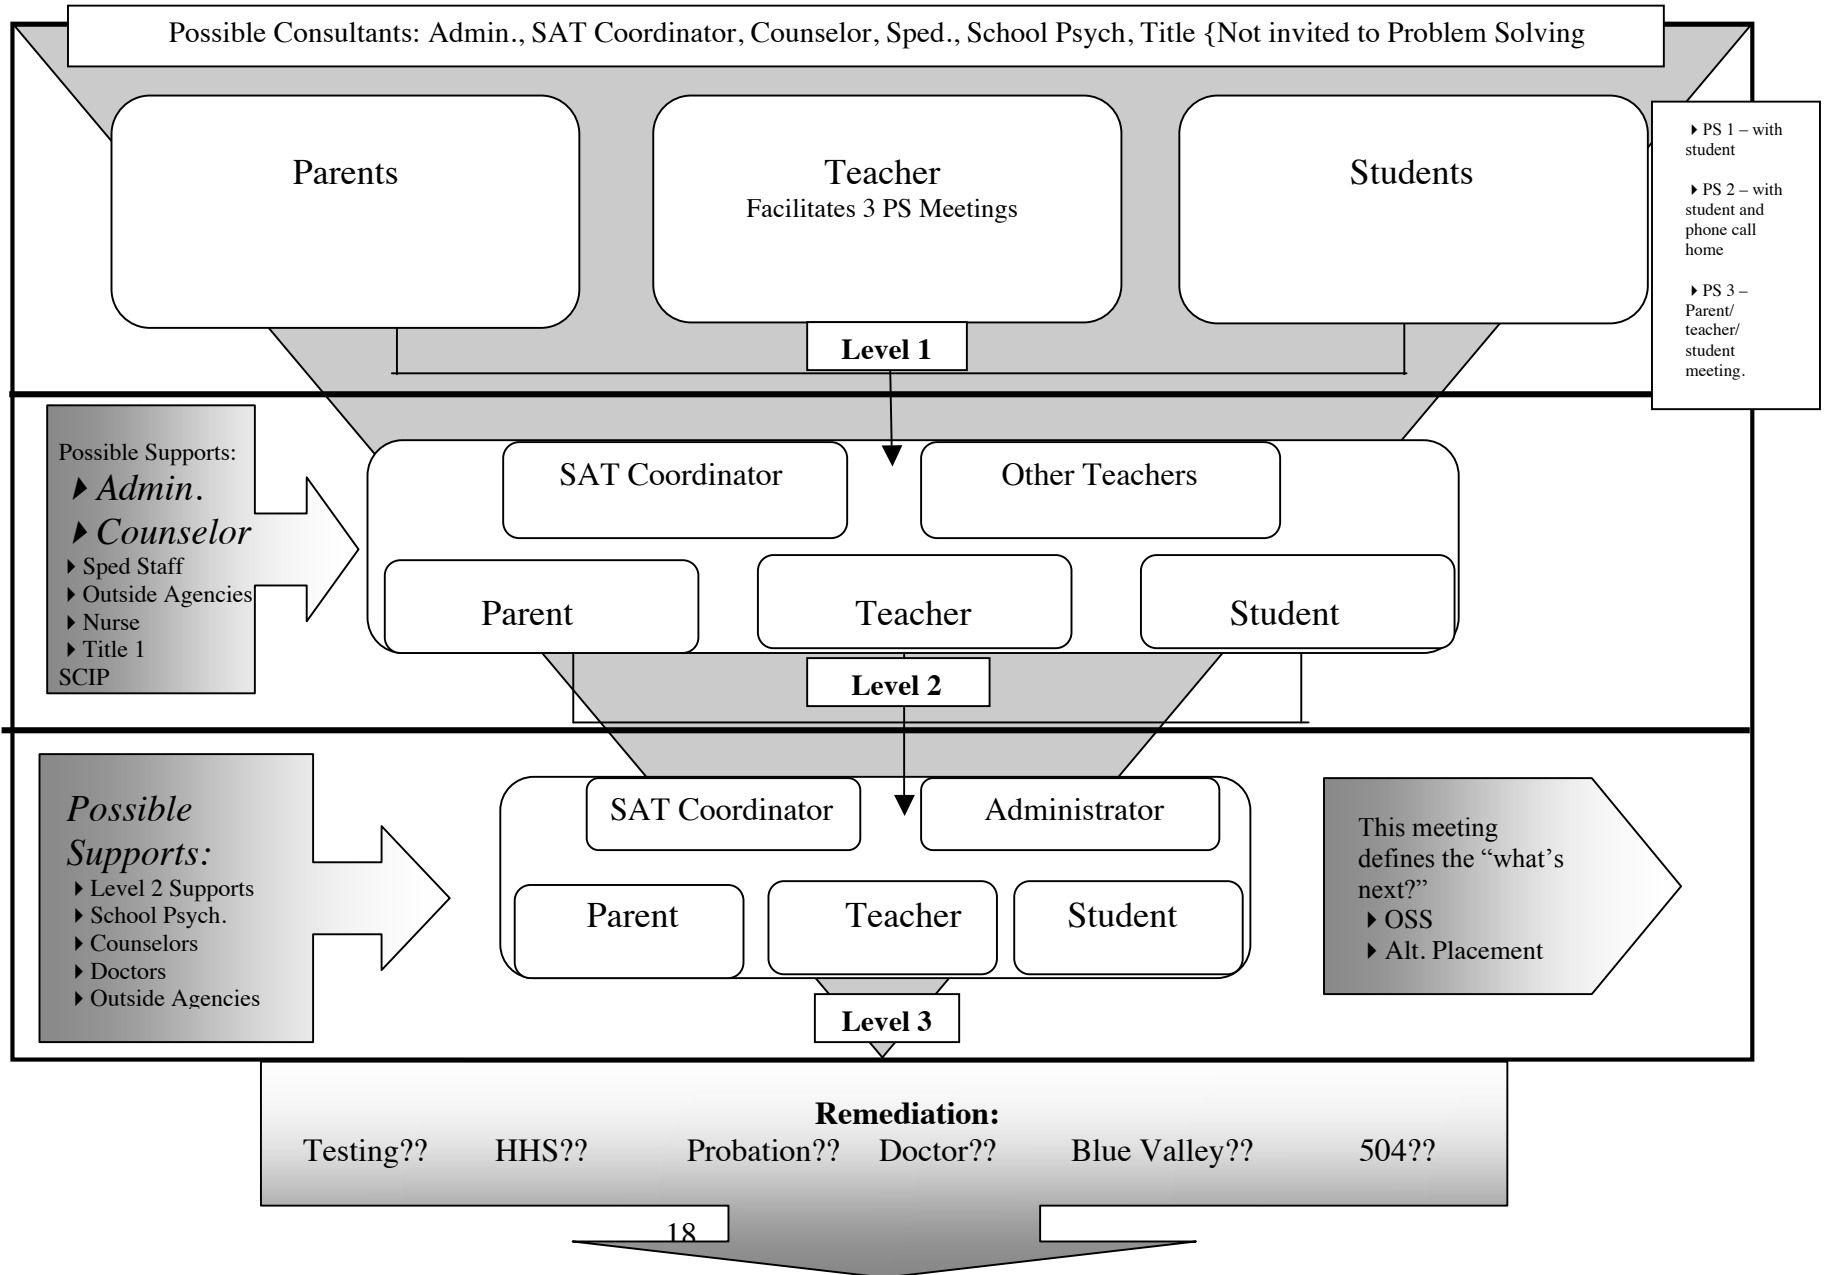 Possible Consultants: Admin., SAT Coordinator, Counselor, Sped., School Psych, Title {Not invited to Problem Solving
Parents
Teacher
Facilitates 3 PS Meetings
Students
PS 1 – with
student
PS 2 – with
student and
phone call
home
PS 3 –
Parent/
teacher/
student
meeting.
Level 1
Possible Supports:
Admin.
Counselor
Sped Staff
Outside Agencies
Nurse
Title 1
SCIP
SAT Coordinator
Other Teachers
Parent
Teacher
Student
Level 2
Possible
Supports:
Level 2 Supports
School Psych.
Counselors
Doctors
Outside Agencies
SAT Coordinator
Administrator
Parent
Teacher
Student
This meeting
defines the “what’s
next?”
OSS
Alt. Placement
Level 3
Remediation:
Testing?? HHS?? Probation?? Doctor?? Blue Valley?? 504??
18